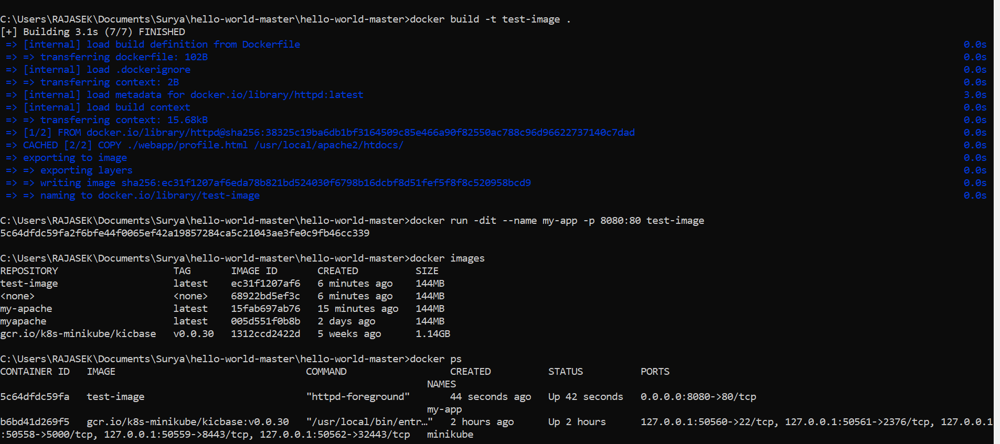 C:\Users\RAJASEK\Documents\Surya\hello-world-master\hello-world-master>docker build -t test-image .
[+] Building 3.1s (7/7) FINISHED
=> [internal] load build definition from Dockerfile 0.0s
=> => transferring dockerfile: 102B 0.0s
=> [internal] load .dockerignore 0.0s
=> => transferring context: 2B 0.0s
=> [internal] load metadata for docker.io/library/httpd:latest 3.0s
=> [internal] load build context 0.0s
=> => transferring context: 15.68kB 0.0s
=> [1/2] FROM docker.io/library/httpd@sha256:38325c19ba6db1bf3164509c85e466a90f82550ac788c96d96622737140c7dad 0.0s
=> CACHED [2/2] COPY ./webapp/profile.html /usr/local/apache2/htdocs/ 0.0s
=> exporting to image 0.0s
=> => exporting layers 0.0s
=> => writing image sha256:ec31f1207af6eda78b821bd524030f6798b16dcbf8d51fef5f8f8c520958bcd9 0.0s
=> => naming to docker.io/library/test-image 0.0s
C:\Users\RAJASEK\Documents\Surya\hello-world-master\hello-world-master>docker run -dit --name my-app -p 8080:80 test-image
5c64dfdc59fa2f6bfe44f0065ef42a19857284ca5c21043ae3fe0c9fb46cc339
C:\Users\RAJASEK\Documents\Surya\hello-world-master\hello-world-master>docker images
REPOSITORY TAG IMAGE ID CREATED SIZE
test-image latest ec31f1207af6 6 minutes ago 144MB
<none> <none> 68922bd5ef3c 6 minutes ago 144MB
my-apache latest 15fab697ab76 15 minutes ago 144MB
myapache latest 005d551f0b8b 2 days ago 144MB
gcr.io/k8s-minikube/kicbase v0.0.30 1312ccd2422d 5 weeks ago 1.14GB
C:\Users\RAJASEK\Documents\Surya\hello-world-master\hello-world-master>docker ps
CONTAINER ID IMAGE COMMAND CREATED STATUS PORTS
NAMES
5c64dfdc59fa test-image "httpd-foreground" 44 seconds ago Up 42 seconds 0.0.0.0:8080->80/tcp
my-app
b6bd41d269f5 gcr.io/k8s-minikube/kicbase:v0.0.30 "/usr/local/bin/entr…" 2 hours ago Up 2 hours 127.0.0.1:50560->22/tcp, 127.0.0.1:50561->2376/tcp, 127.0.0.1
:50558->5000/tcp, 127.0.0.1:50559->8443/tcp, 127.0.0.1:50562->32443/tcp minikube